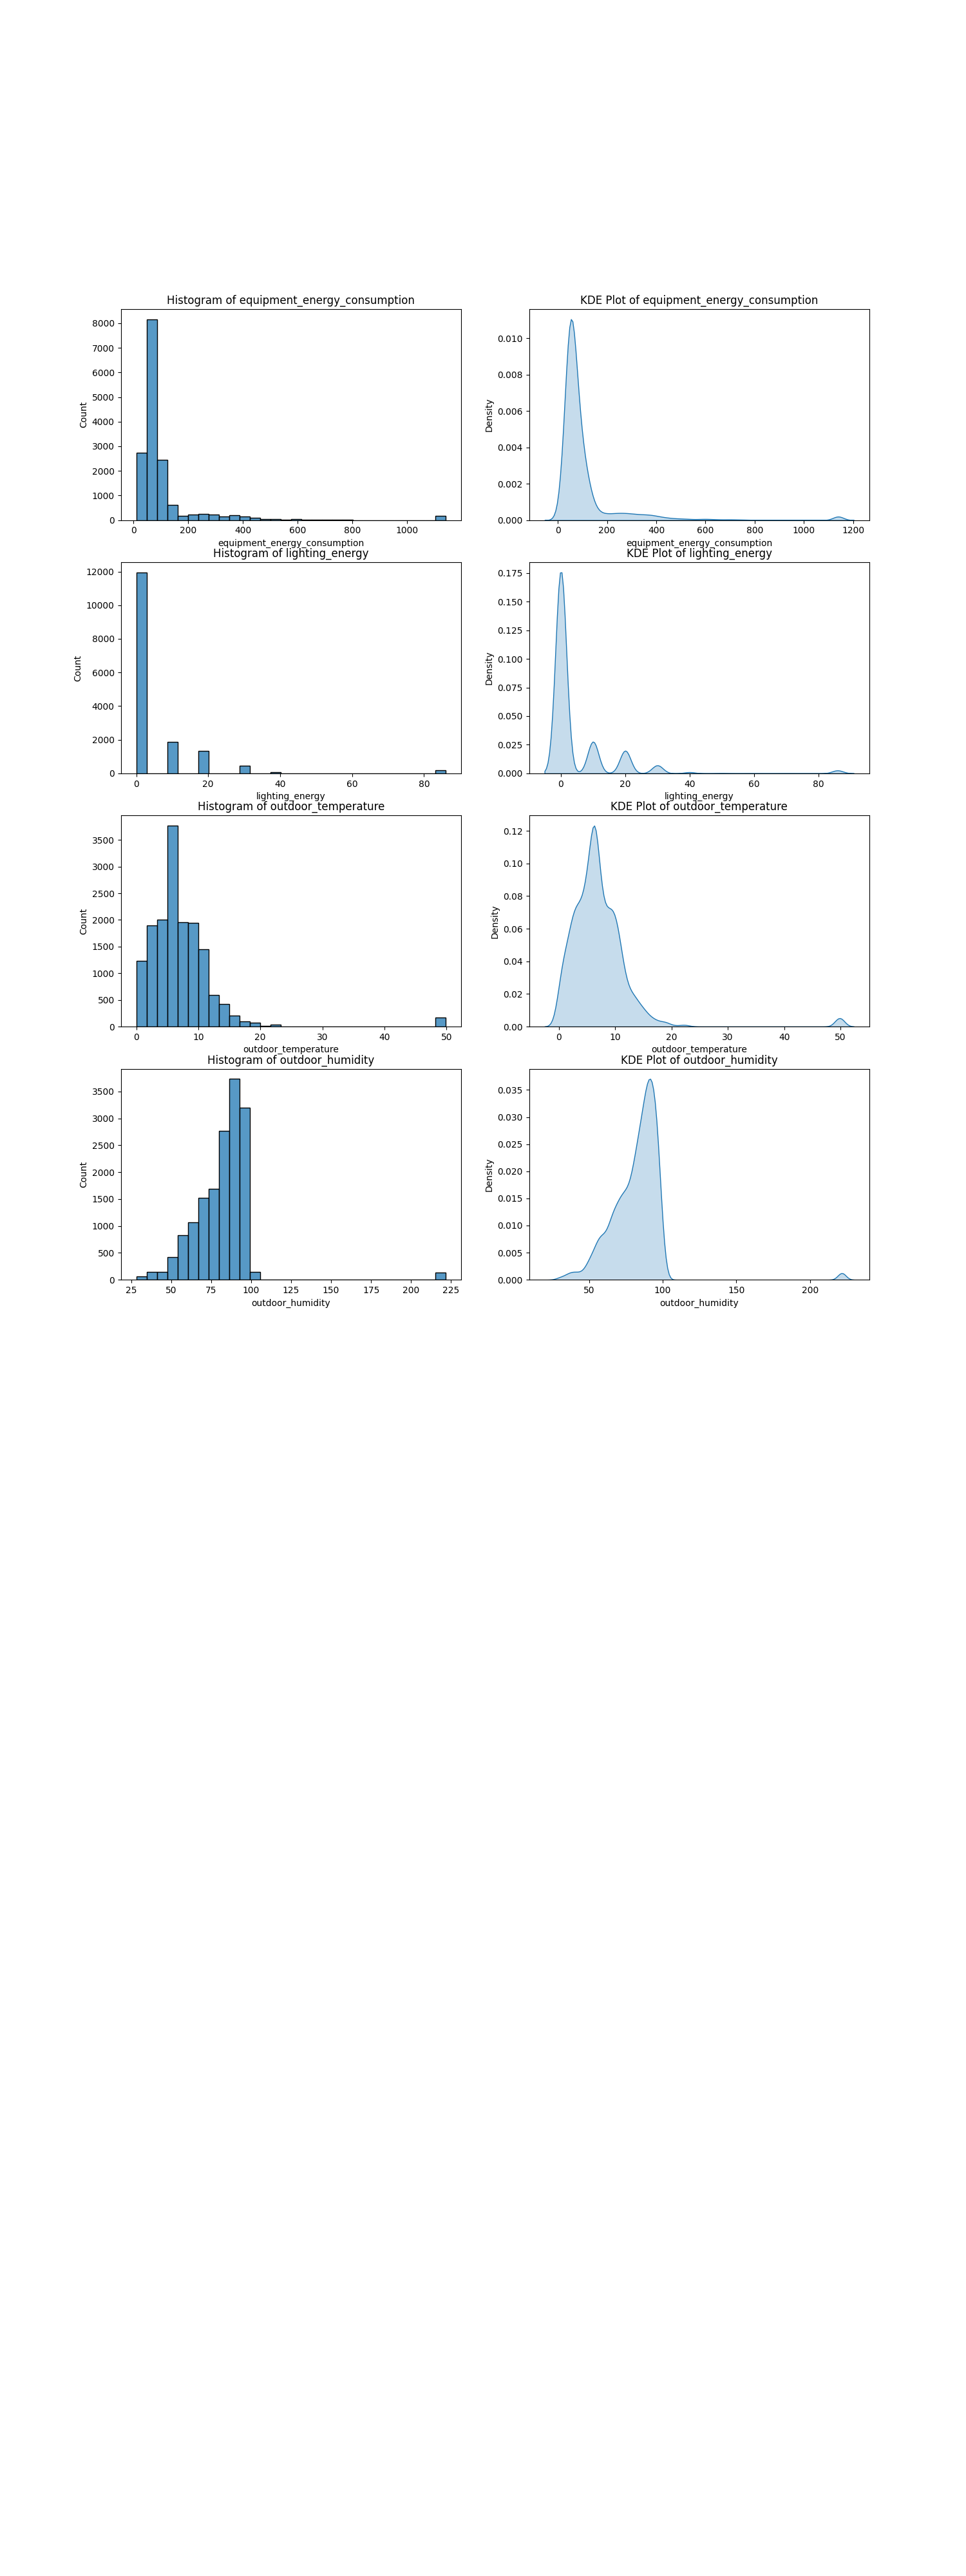 Histogram of equipment_energy_consumption
Count
8000
7000
6000
5000
4000
3000
2000
1000
0
0 200 400 600 800 1000
equipment_energy_consumption
KDE Plot of equipment_energy_consumption
Density
0.010
0.008
0.006
0.004
0.002
0.000
0 200 400 600 800 1000 1200
equipment_energy_consumption
Histogram of lighting_energy
Count
12000
10000
8000
6000
4000
2000
0
0 20 40 60 80
lighting_energy
KDE Plot of lighting_energy
Density
0.175
0.150
0.125
0.100
0.075
0.050
0.025
0.000
0 20 40 60 80
lighting_energy
Histogram of outdoor_temperature
Count
3500
3000
2500
2000
1500
1000
500
0
0 10 20 30 40 50
outdoor_temperature
KDE Plot of outdoor_temperature
Density
0.12
0.10
0.08
0.06
0.04
0.02
0.00
0 10 20 30 40 50
outdoor_temperature
Histogram of outdoor_humidity
Count
3500
3000
2500
2000
1500
1000
500
0
25 50 75 100 125 150 175 200 225
outdoor_humidity
KDE Plot of outdoor_humidity
Density
0.035
0.030
0.025
0.020
0.015
0.010
0.005
0.000
50 100 150 200
outdoor_humidity